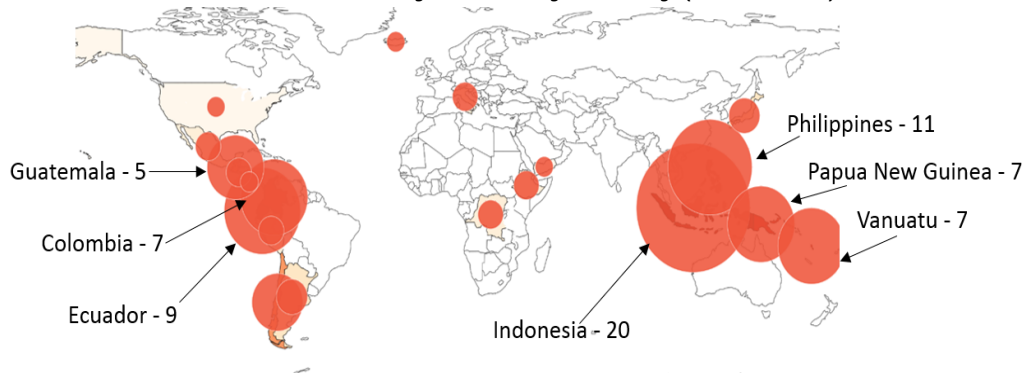 Philippines - 11
Papua New Guinea - 7
Guatemala - 5
Vanuatu - 7
Colombia - 7
Ecuador - 9
Indonesia - 20